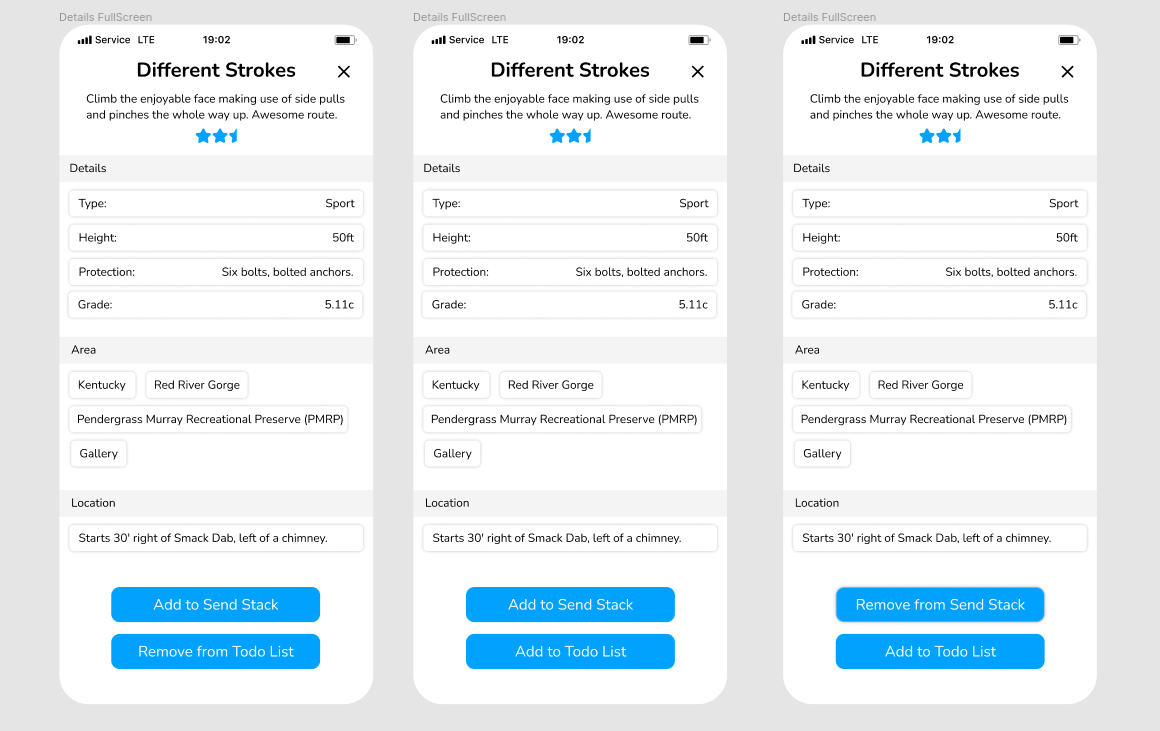 Details FullScreen
Service LTE 19:02
Different Strokes
Climb the enjoyable face making use of side pulls
and pinches the whole way up. Awesome route.
Details
Type: Sport
Height: 50ft
Protection: Six bolts, bolted anchors.
Grade: 5.11c
Area
Kentucky Red River Gorge
Pendergrass Murray Recreational Preserve (PMRP)
Gallery
Location
Starts 30' right of Smack Dab, left of a chimney.
Add to Send Stack
Remove from Todo List
Details FullScreen
Service LTE 19:02
Different Strokes
Climb the enjoyable face making use of side pulls
and pinches the whole way up. Awesome route.
Details
Type: Sport
Height: 50ft
Protection: Six bolts, bolted anchors.
Grade: 5.11c
Area
Kentucky Red River Gorge
Pendergrass Murray Recreational Preserve (PMRP)
Gallery
Location
Starts 30' right of Smack Dab, left of a chimney.
Add to Send Stack
Add to Todo List
Details FullScreen
Service LTE 19:02
Different Strokes
Climb the enjoyable face making use of side pulls
and pinches the whole way up. Awesome route.
Details
Type: Sport
Height: 50ft
Protection: Six bolts, bolted anchors.
Grade: 5.11c
Area
Kentucky Red River Gorge
Pendergrass Murray Recreational Preserve (PMRP)
Gallery
Location
Starts 30' right of Smack Dab, left of a chimney.
Remove from Send Stack
Add to Todo List